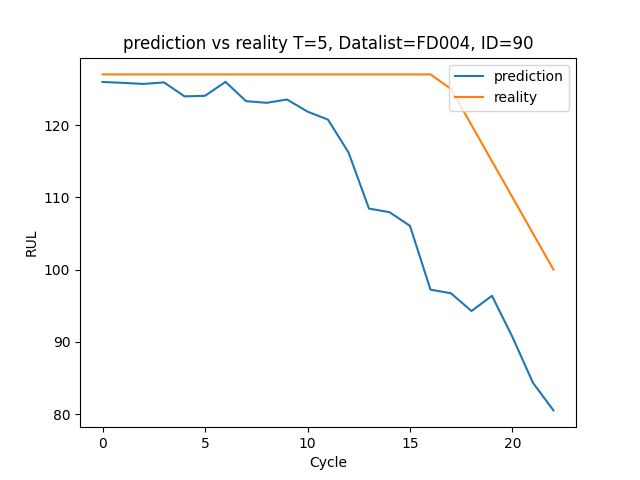 prediction vs reality T=5, Datalist=FD004, ID=90
prediction
reality
120
110
100
90
80
RUL
0 5 10 15 20
Cycle